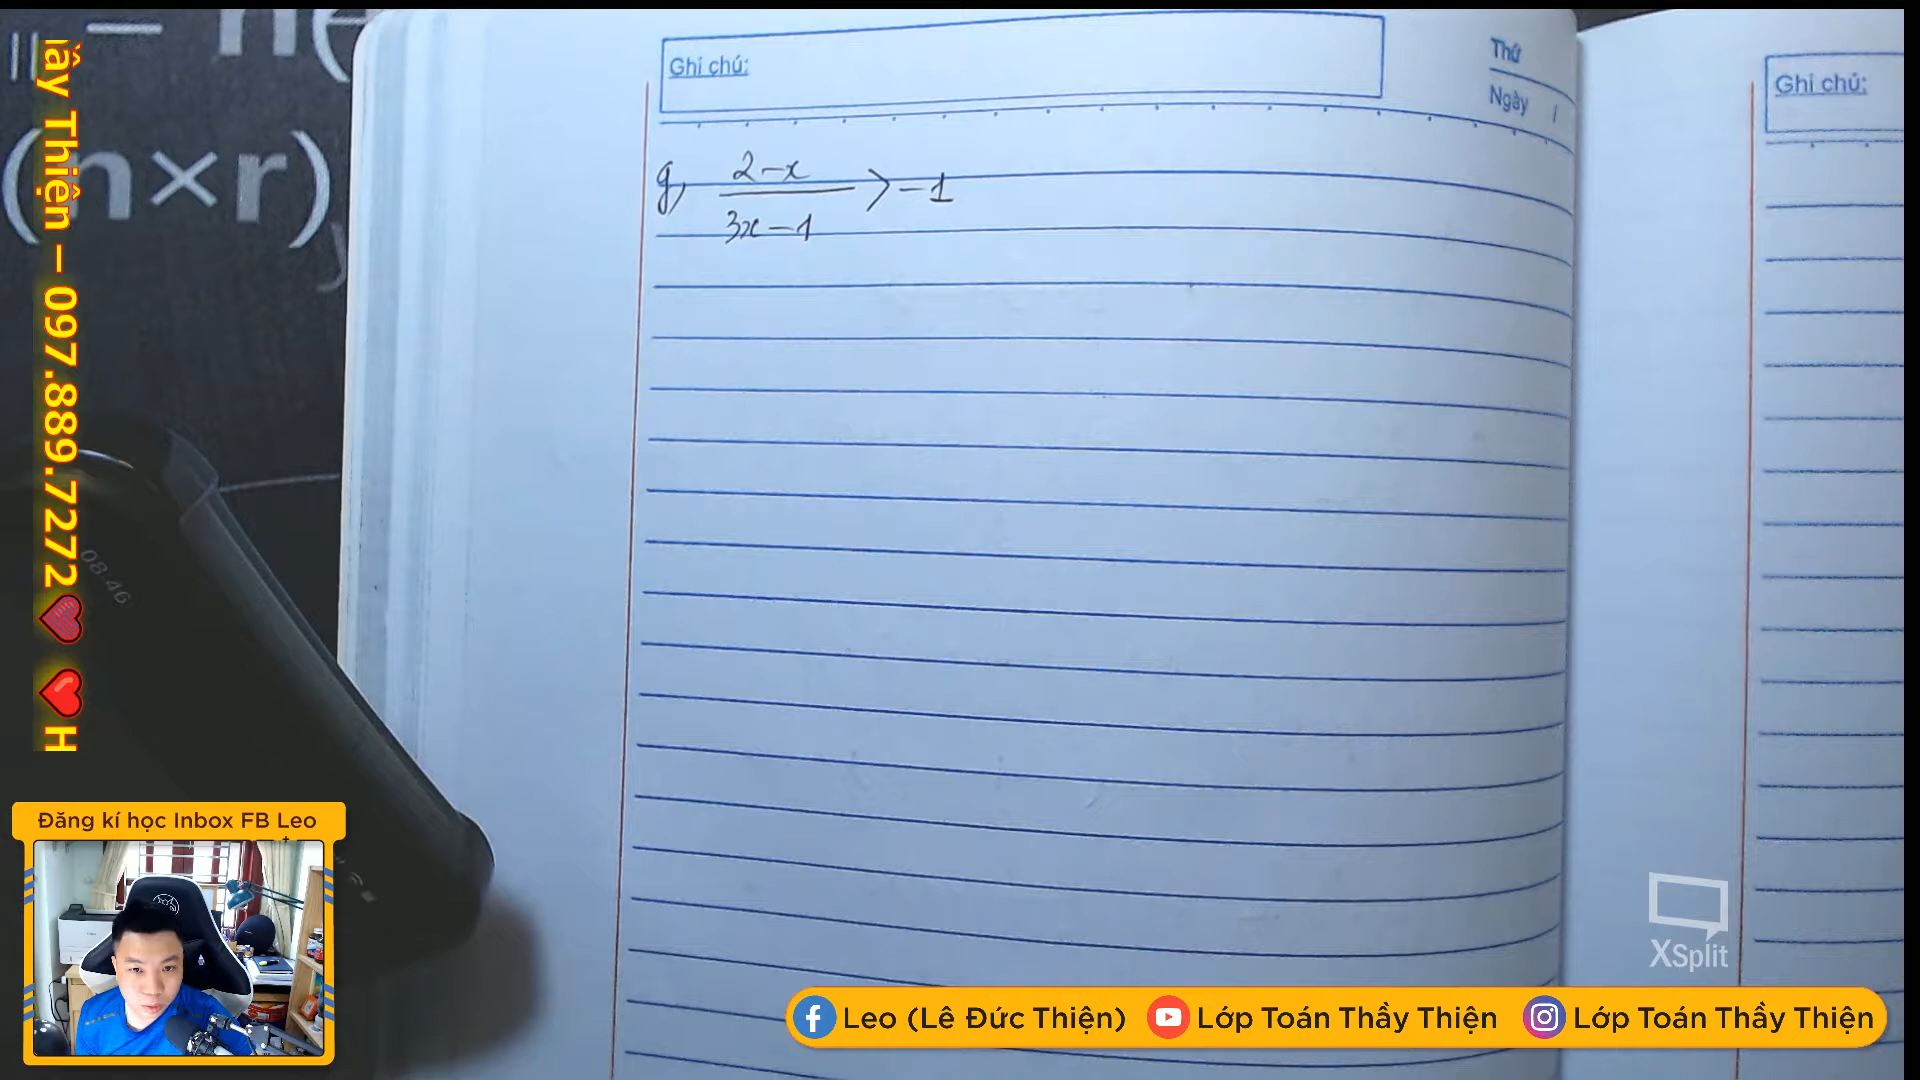 Ghi chú:
Thứ
Ngày /
Ghi chú:
g, 2-x / 3x-1 > -1
(n×r)
ầy Thiện – 097.889.7272❤ ❤ H
08:46
Đăng kí học Inbox FB Leo
XSplit
Leo (Lê Đức Thiện) Lớp Toán Thầy Thiện Lớp Toán Thầy Thiện